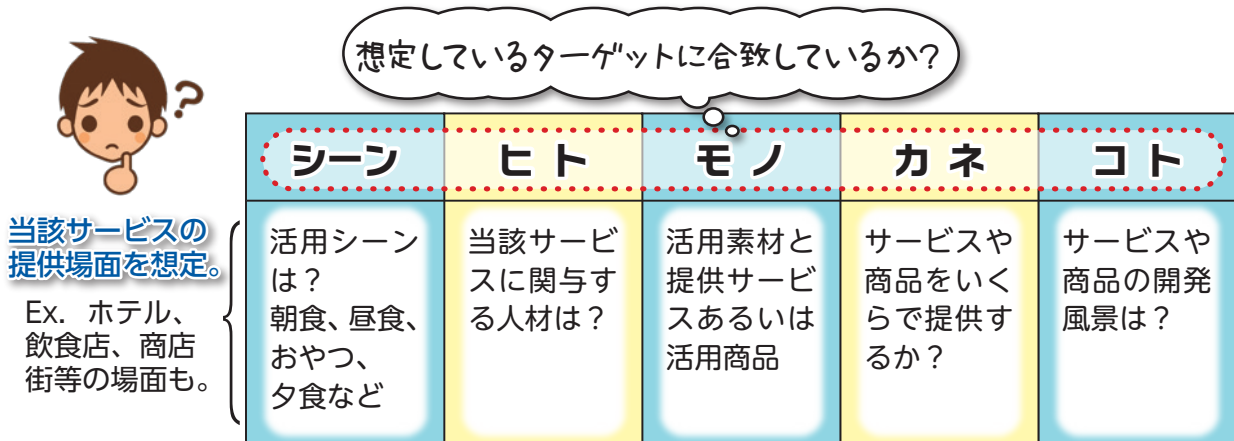 想定しているターゲットに合致しているか?
?
シーン
ヒト
モノ
カネ
コト
当該サービスの
提供場面を想定。
Ex. ホテル、
飲食店、商店
街等の場面も。
活用シーン
は?
朝食、昼食、
おやつ、
夕食など
当該サービ
スに関与す
る人材は?
活用素材と
提供サービ
スあるいは
活用商品
サービスや
商品をいく
らで提供す
るか?
サービスや
商品の開発
風景は?